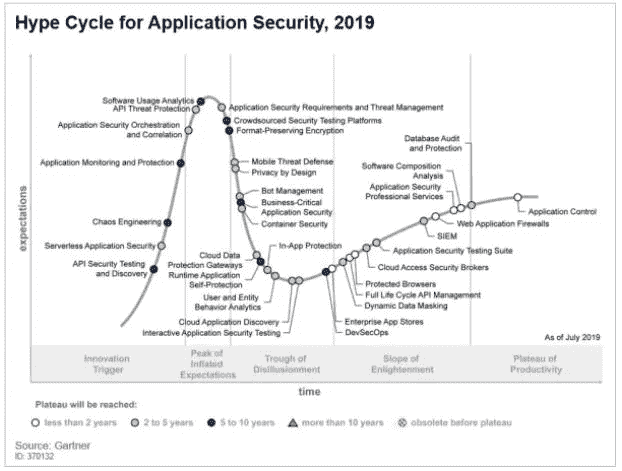 Hype Cycle for Application Security, 2019
Software Usage Analytics
API Threat Protection
Application Security Orchestration
and Correlation
Application Monitoring and Protection
Chaos Engineering
Serverless Application Security
API Security Testing
and Discovery
Application Security Requirements and Threat Management
Crowdsourced Security Testing Platforms
Format-Preserving Encryption
Mobile Threat Defense
Privacy by Design
Bot Management
Business-Critical
Application Security
Container Security
Cloud Data
Protection Gateways
In-App Protection
Runtime Application
Self-Protection
User and Entity
Behavior Analytics
Cloud Application Discovery
Interactive Application Security Testing
Database Audit
and Protection
Software Composition
Analysis
Application Security
Professional Services
Application Control
Web Application Firewalls
SIEM
Application Security Testing Suite
Cloud Access Security Brokers
Protected Browsers
Full Life Cycle API Management
Dynamic Data Masking
Enterprise App Stores
DevSecOps
expectations
As of July 2019
Innovation
Trigger
Peak of
Inflated
Expectations
Trough of
Disillusionment
Slope of
Enlightenment
Plateau of
Productivity
time
Plateau will be reached:
less than 2 years
2 to 5 years
5 to 10 years
more than 10 years
obsolete before plateau
Source: Gartner
ID: 370132